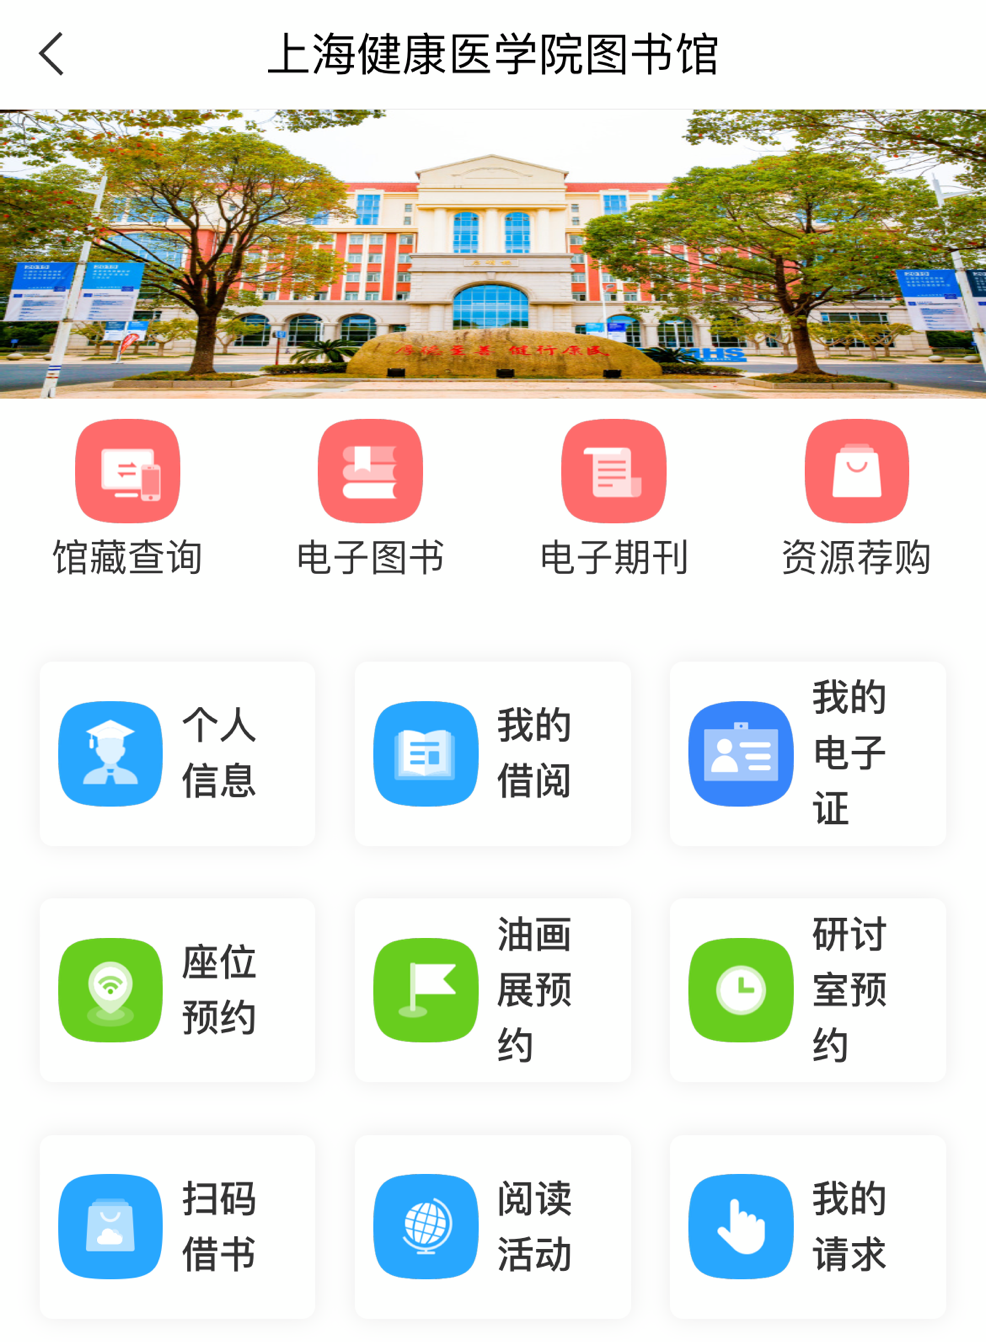 上海健康医学院图书馆
馆藏查询
电子图书
电子期刊
资源荐购
个人
信息
我的
借阅
我的
电子
证
座位
预约
油画
展预
约
研讨
室预
约
扫码
借书
阅读
活动
我的
请求